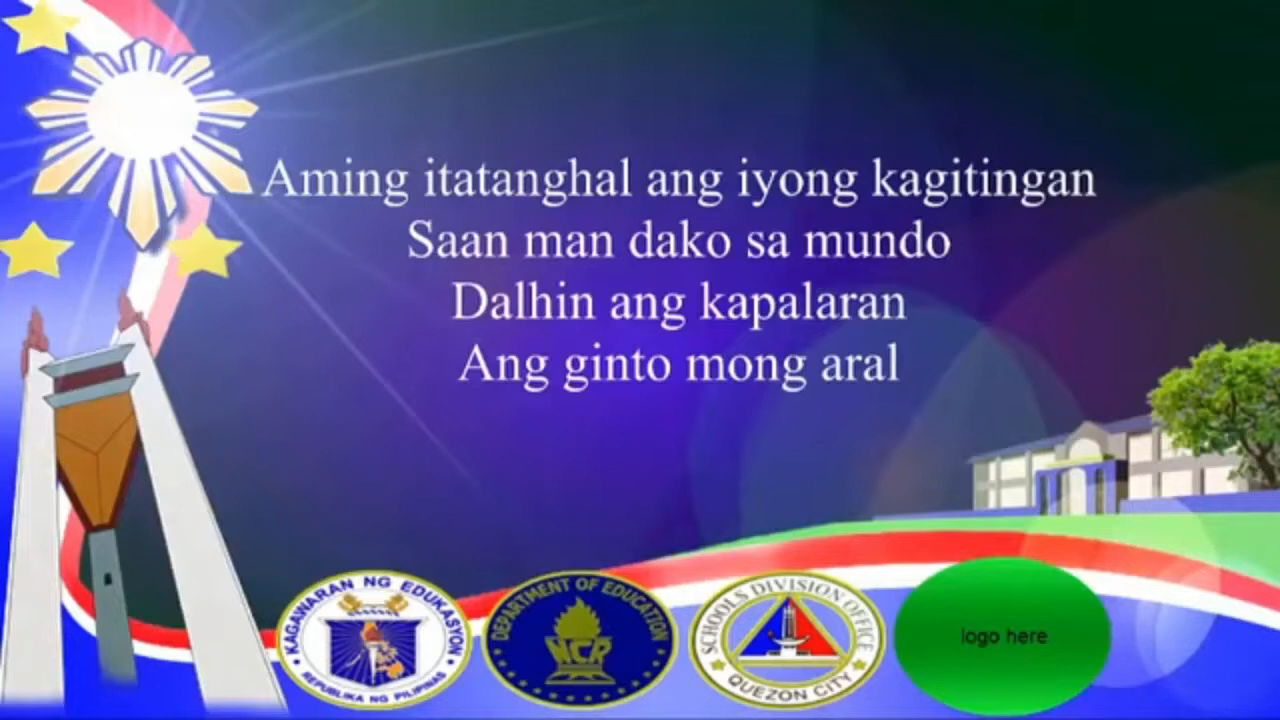 Aming itatanghal ang iyong kagitingan
Saan man dako sa mundo
Dalhin ang kapalaran
Ang ginto mong aral
KAGAWARAN NG EDUKASYON
REPUBLIKA NG PILIPINAS
DEPARTMENT OF EDUCATION
NCR
SCHOOLS DIVISION OFFICE
QUEZON CITY
logo here